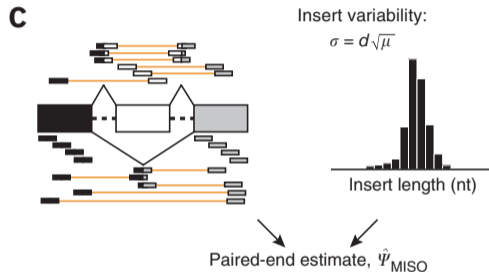 c
Insert variability:
σ = d√μ
Insert length (nt)
Paired-end estimate, Ψ̂MISO